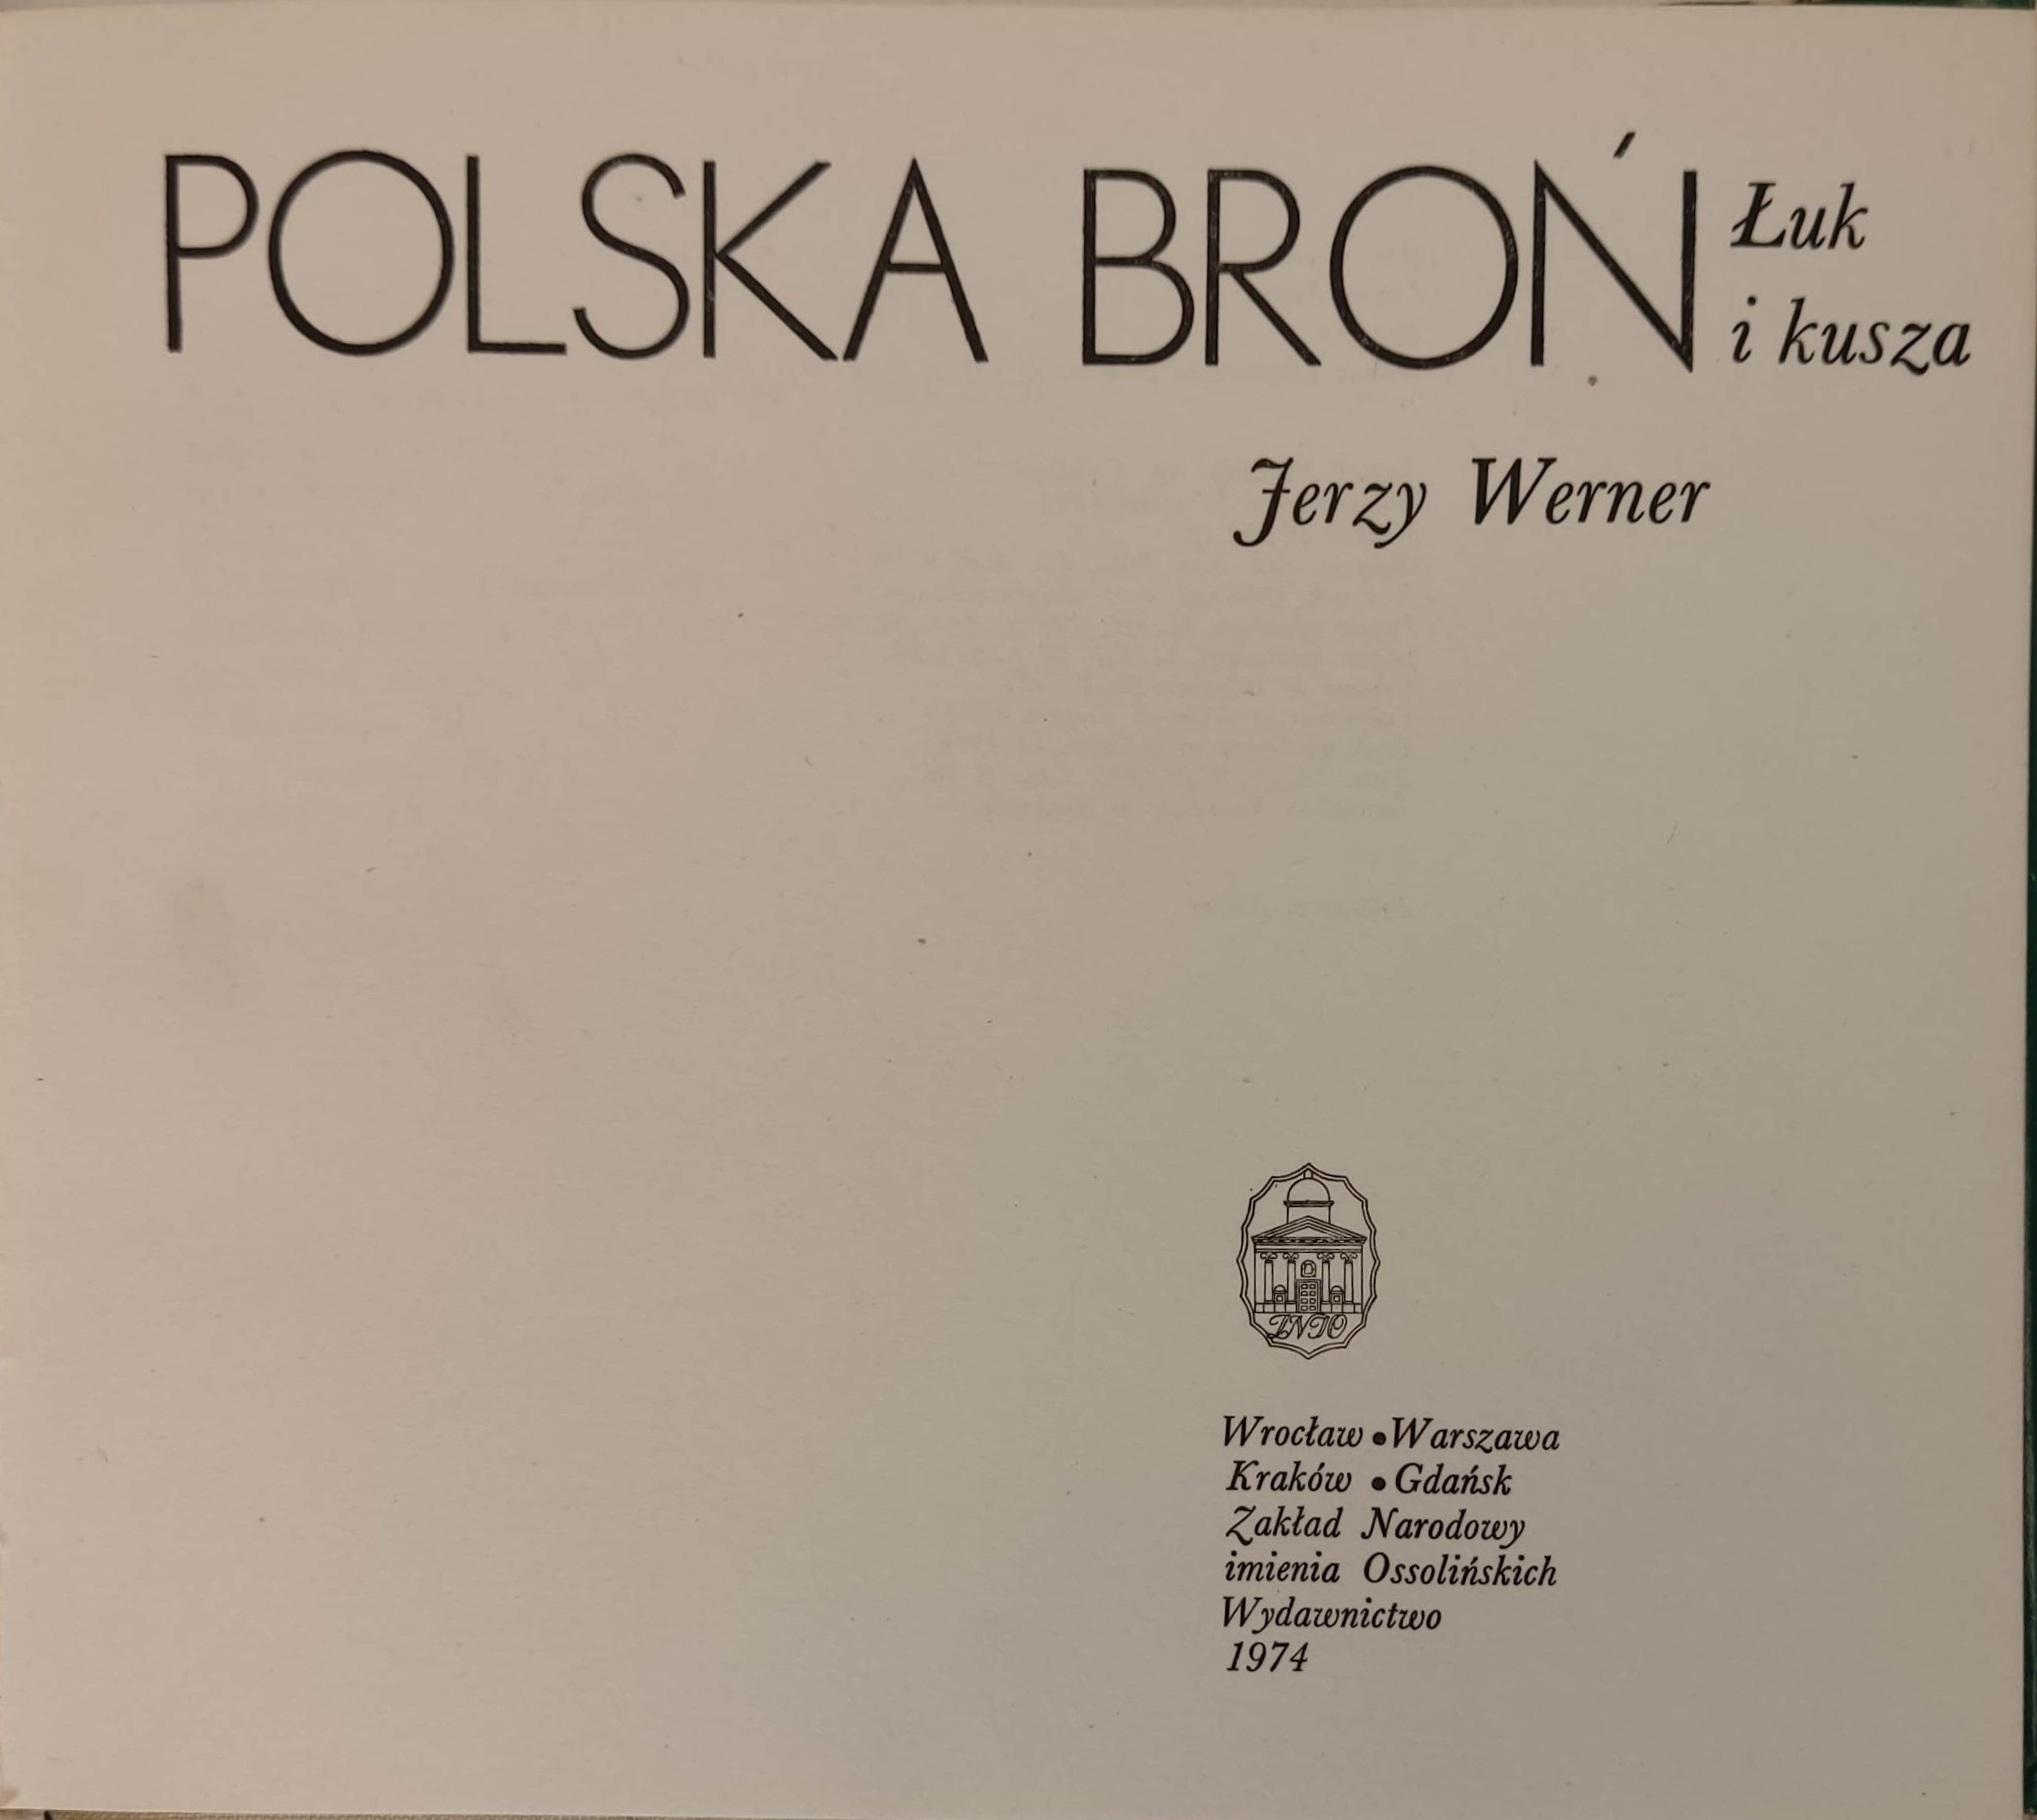 POLSKA BROŃ
Łuk
i kusza
Jerzy Werner
ZNIO
Wrocław • Warszawa
Kraków • Gdańsk
Zakład Narodowy
imienia Ossolińskich
Wydawnictwo
1974